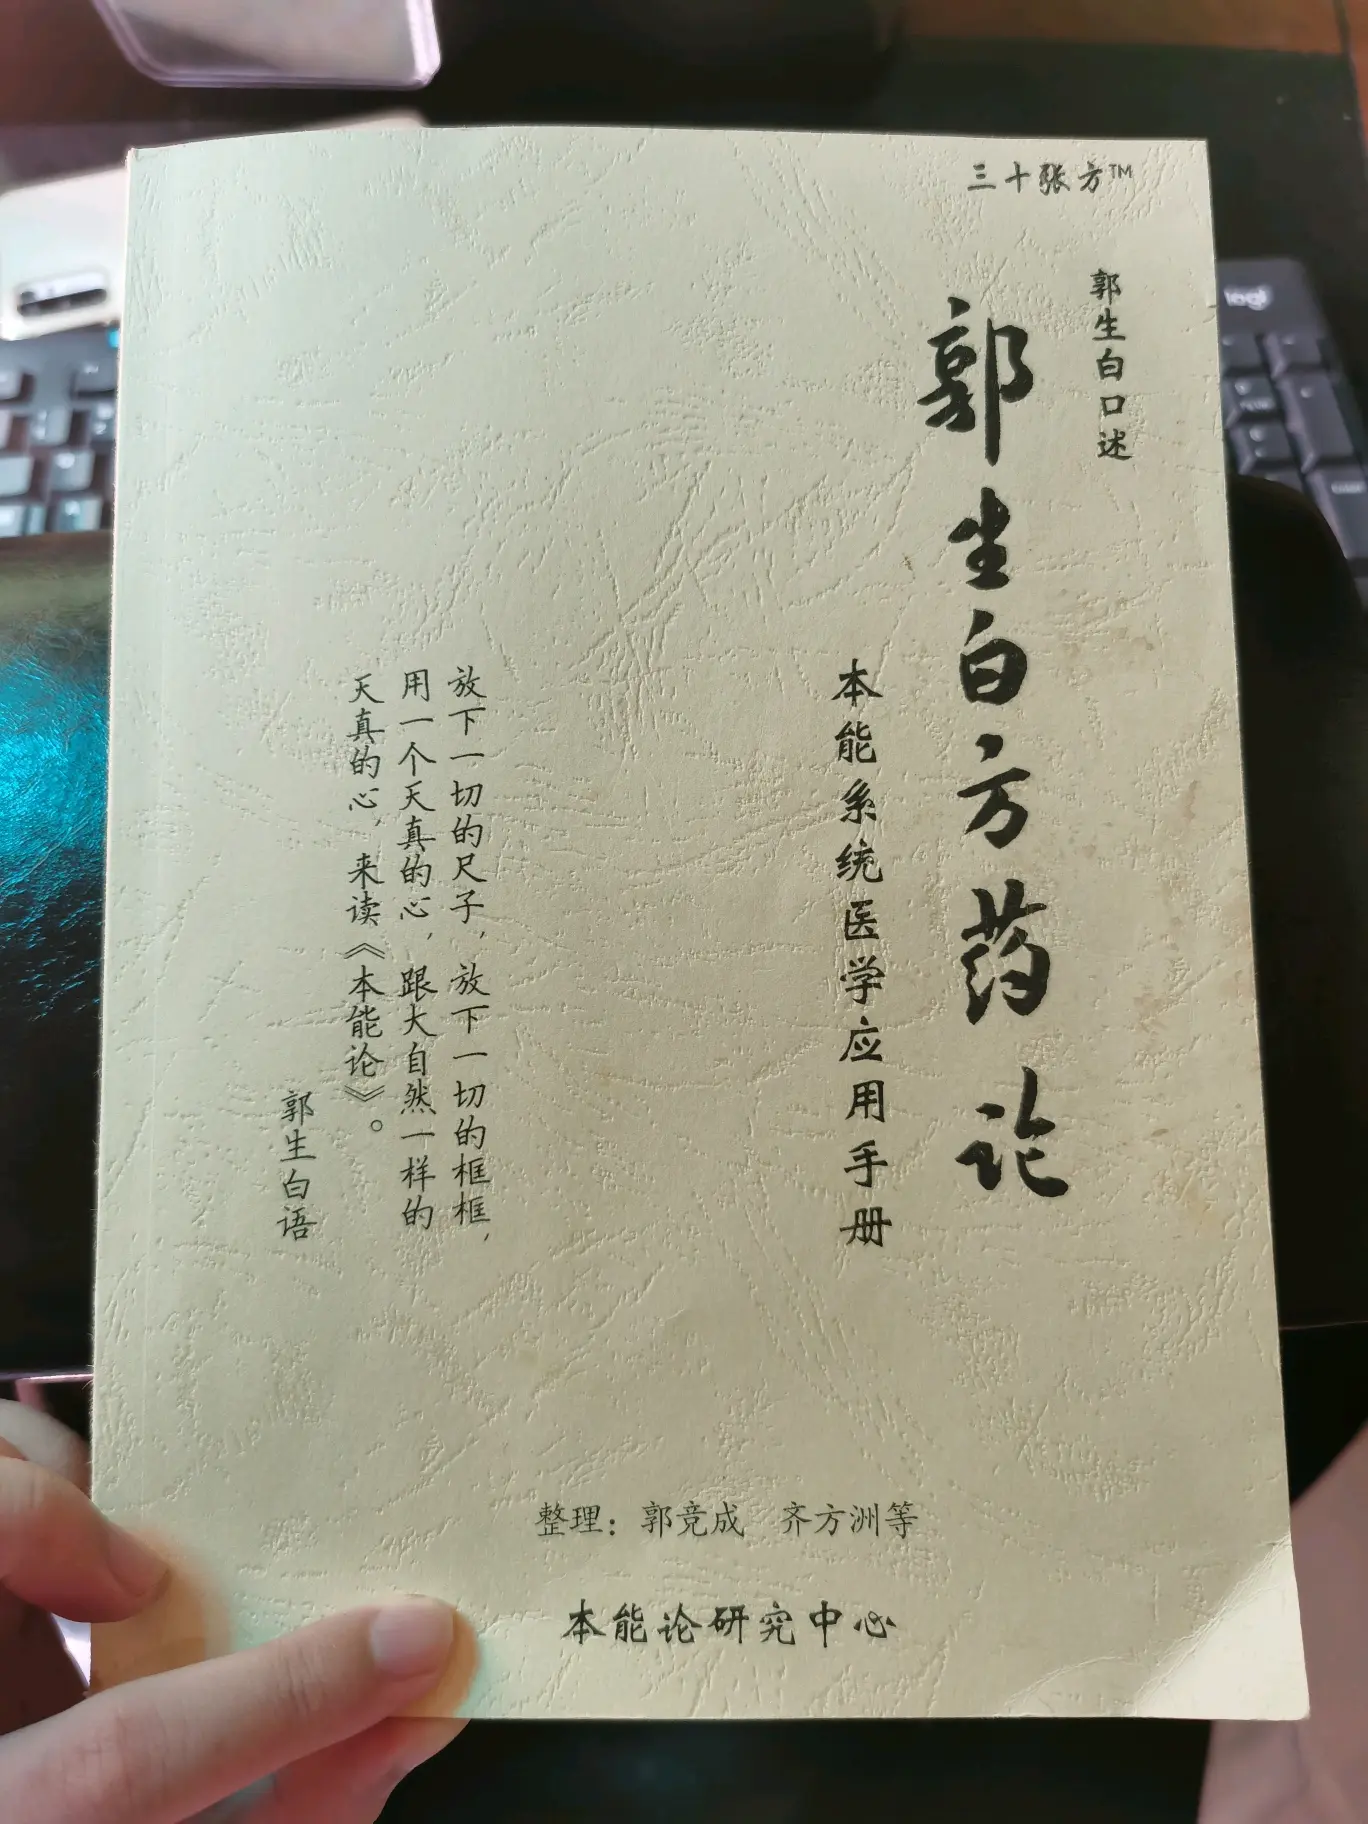 三十张方™
郭生白口述
郭生白方药论
本能系统医学应用手册
放下一切的尺子，放下一切的框框，
用一个天真的心，跟大自然一样的
天真的心，来读《本能论》。
郭生白语
整理：郭竞成　齐方洲等
本能论研究中心
logi